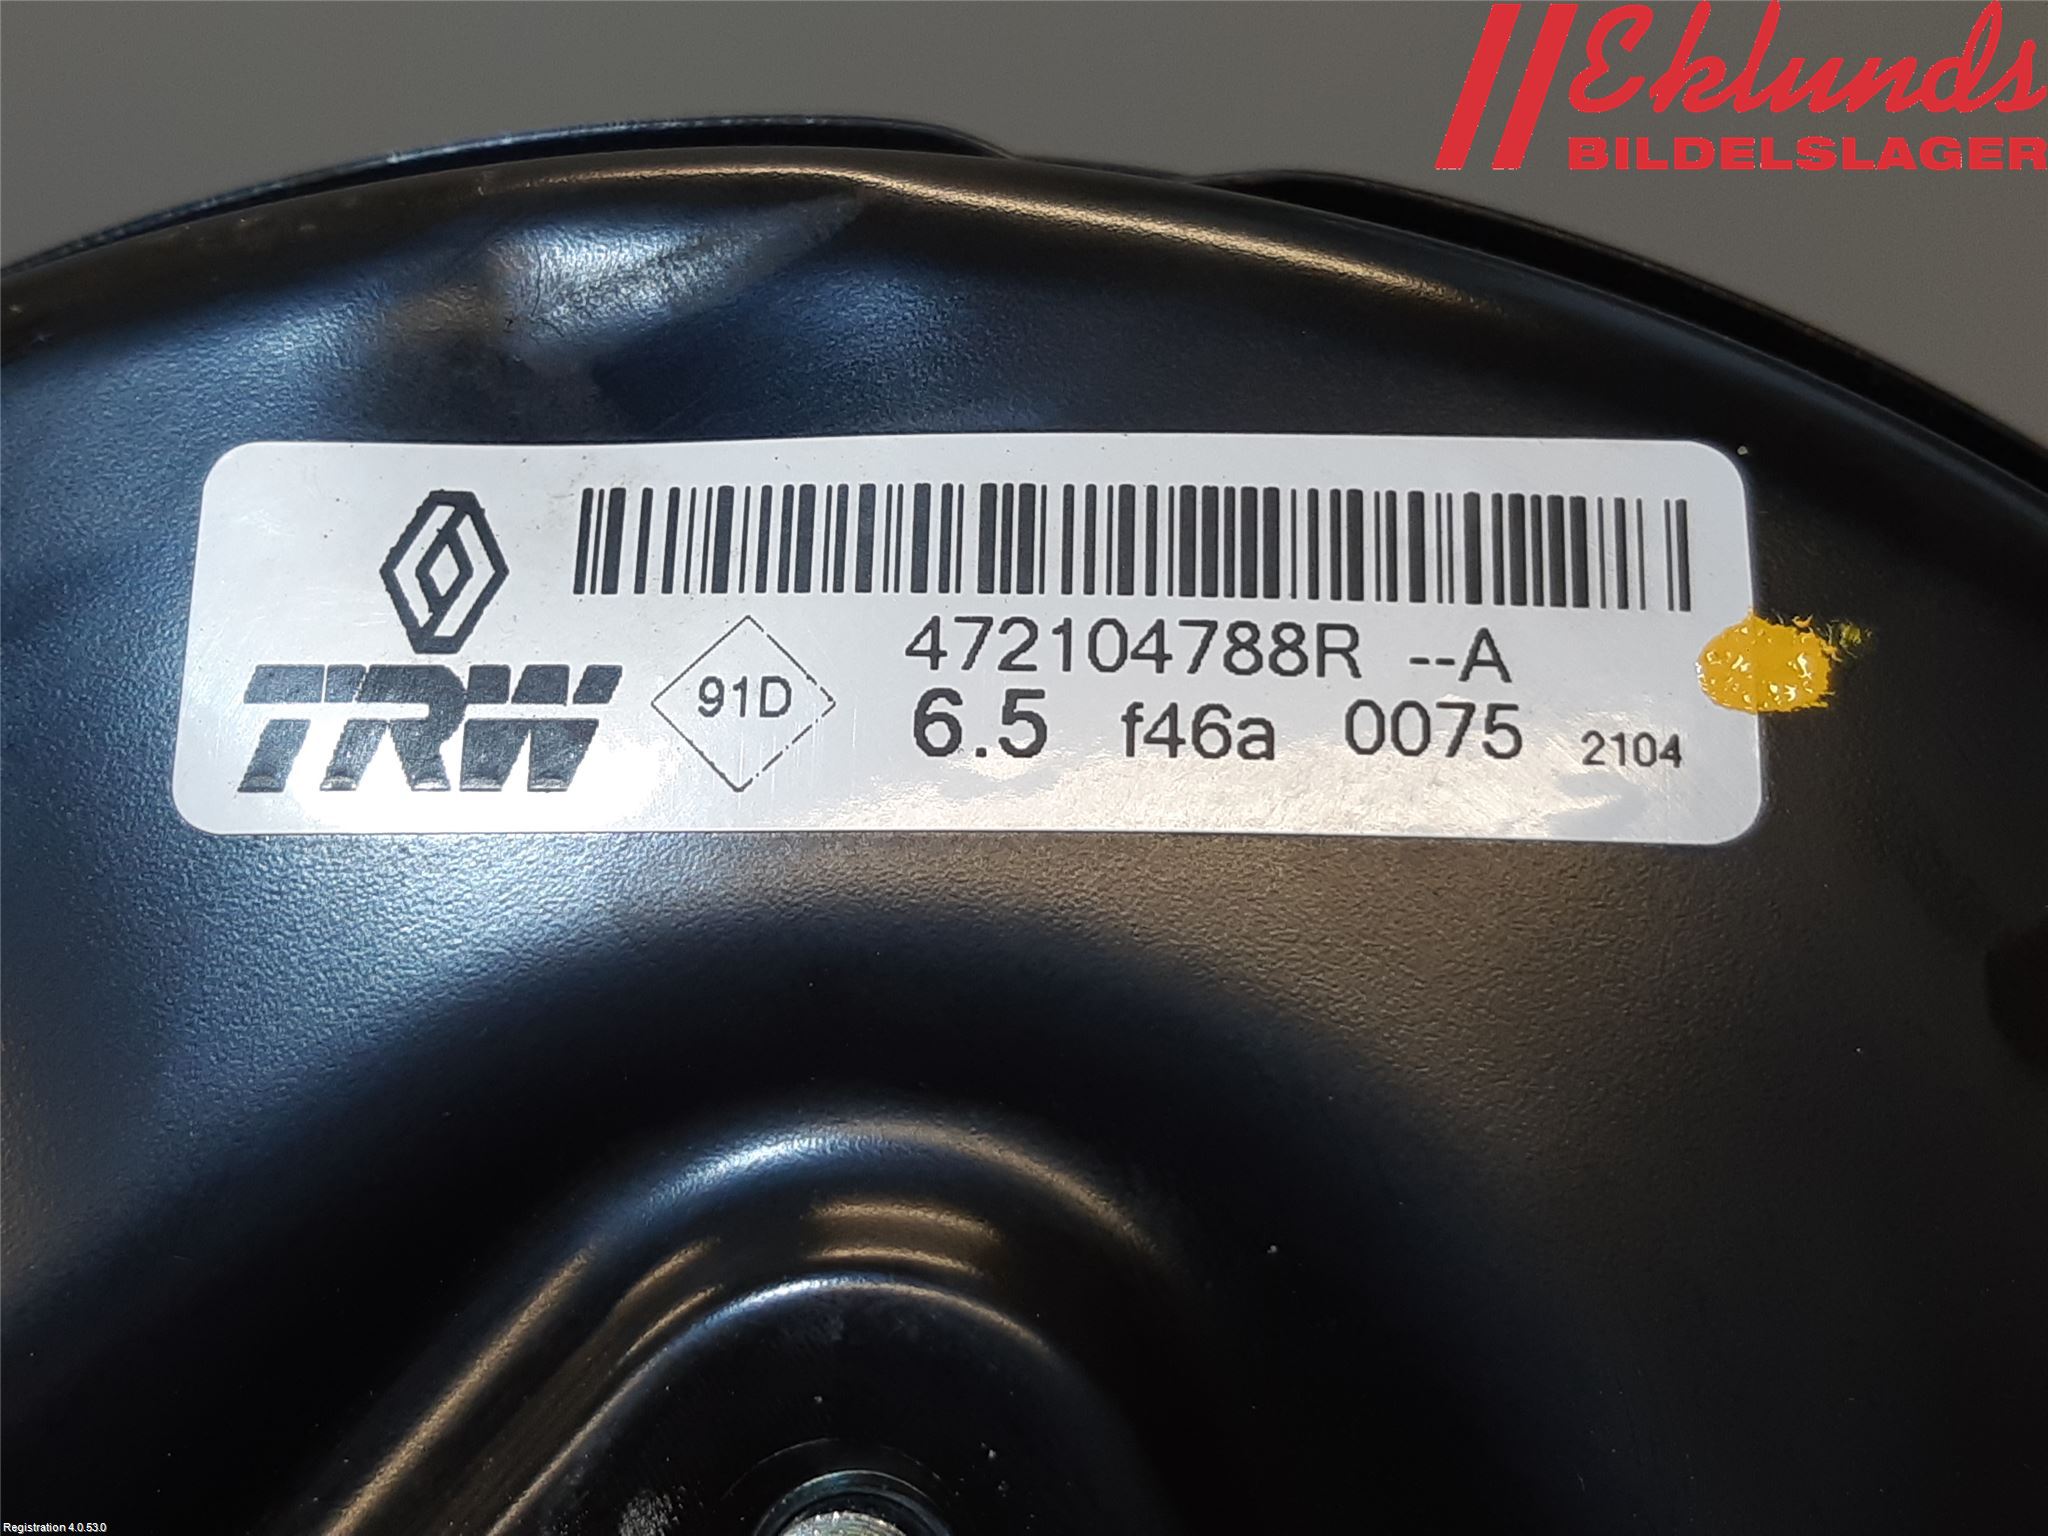 Eklunds
BILDELSLAGER
472104788R --A
TRW 91D 6.5 f46a 0075 2104
Registration 4.0.53.0